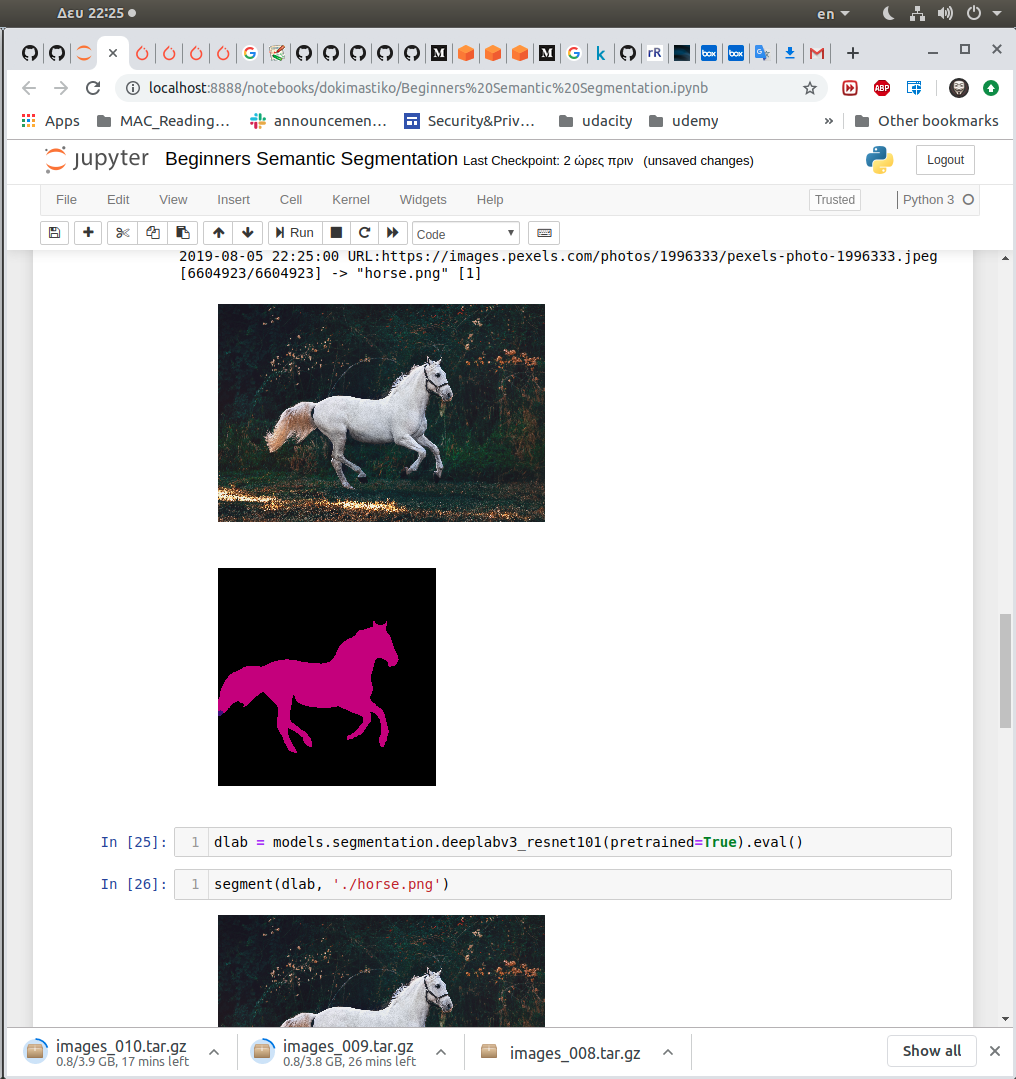 Δευ 22:25
en
localhost:8888/notebooks/dokimastiko/Beginners%20Semantic%20Segmentation.ipynb
Apps MAC_Reading... announcemen... Security&Priv... udacity udemy » Other bookmarks
jupyter Beginners Semantic Segmentation Last Checkpoint: 2 ώρες πριν (unsaved changes) Logout
File Edit View Insert Cell Kernel Widgets Help Trusted Python 3
Run Code
2019-08-05 22:25:00 URL:https://images.pexels.com/photos/1996333/pexels-photo-1996333.jpeg
[6604923/6604923] -> "horse.png" [1]
In [25]: 1 dlab = models.segmentation.deeplabv3_resnet101(pretrained=True).eval()
In [26]: 1 segment(dlab, './horse.png')
images_010.tar.gz images_009.tar.gz images_008.tar.gz Show all
0.8/3.9 GB, 17 mins left 0.8/3.8 GB, 26 mins left